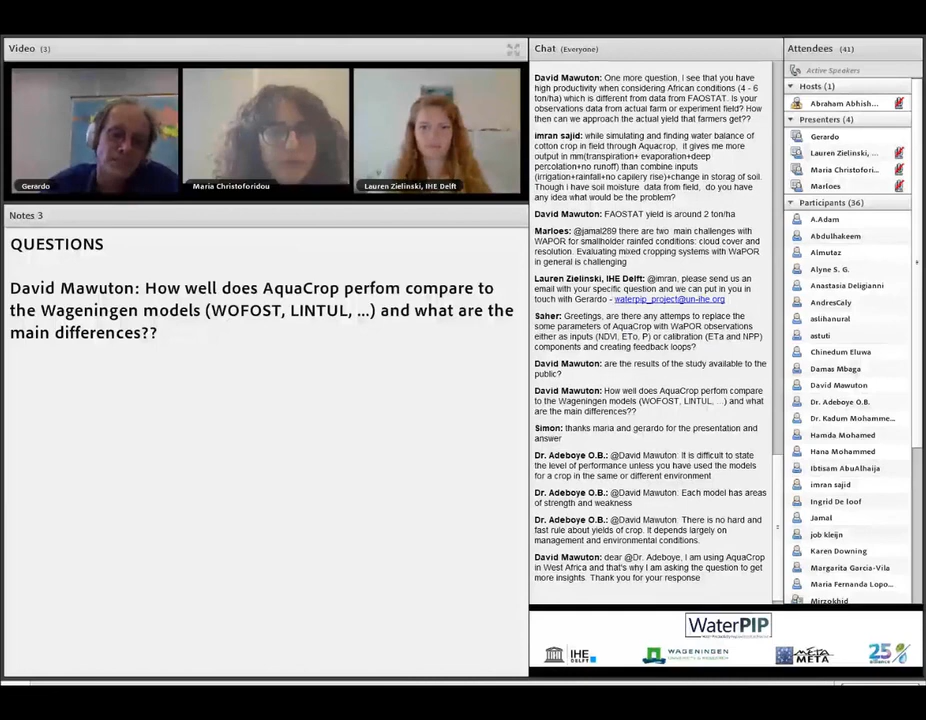 Video (3)
Gerardo
Maria Christoforidou
Lauren Zielinski, IHE Delft
Notes 3
QUESTIONS
David Mawuton: How well does AquaCrop perfom compare to
the Wageningen models (WOFOST, LINTUL, ...) and what are the
main differences??
Chat (Everyone)
David Mawuton: One more question, I see that you have
high productivity when considering African conditions (4 - 6
ton/ha) which is different from data from FAOSTAT. Is your
observations data from actual farm or experiment field? How
then can we approach the actual yield that farmers get??
imran sajid: while simulating and finding water balance of
cotton crop in field through Aquacrop, it gives me more
output in mm(transpiration+ evaporation+deep
percolation+no runoff) than combine inputs
(irrigation+rainfall+no capilery rise)+change in storag of soil.
Though i have soil moisture data from field, do you have
any idea what would be the problem?
David Mawuton: FAOSTAT yield is around 2 ton/ha
Marloes: @jamal289 there are two main challenges with
WAPOR for smallholder rainfed conditions: cloud cover and
resolution. Evaluating mixed cropping systems with WaPOR
in general is challenging
Lauren Zielinski, IHE Delft: @imran, please send us an
email with your specific question and we can put you in in
touch with Gerardo - waterpip_project@un-ihe.org
Saher: Greetings, are there any attemps to replace the
some parameters of AquaCrop with WaPOR observations
either as inputs (NDVI, ETo, P) or calibration (ETa and NPP)
components and creating feedback loops?
David Mawuton: are the results of the study available to the
public?
David Mawuton: How well does AquaCrop perfom compare
to the Wageningen models (WOFOST, LINTUL, ...) and what
are the main differences??
Simon: thanks maria and gerardo for the presentation and
answer
Dr. Adeboye O.B.: @David Mawuton: It is difficult to state
the level of performance unless you have used the models
for a crop in the same or different environment
Dr. Adeboye O.B.: @David Mawuton: Each model has areas
of strength and weakness
Dr. Adeboye O.B.: @David Mawuton: There is no hard and
fast rule about yields of crop. It depends largely on
management and environmental conditions.
David Mawuton: dear @Dr. Adeboye, I am using AquaCrop
in West Africa and that's why I am asking the question to get
more insights. Thank you for your response
Attendees (41)
Active Speakers
Hosts (1)
Abraham Abhish...
Presenters (4)
Gerardo
Lauren Zielinski, ...
Maria Christofori...
Marloes
Participants (36)
A.Adam
Abdulhakeem
Almutaz
Alyne S. G.
Anastasia Deligianni
AndresCaly
aslihanural
astuti
Chinedum Eluwa
Damas Mbaga
David Mawuton
Dr. Adeboye O.B.
Dr. Kadum Mohamme...
Hamda Mohamed
Hana Mohammed
Ibtisam AbuAlhaija
imran sajid
Ingrid De loof
Jamal
job kleijn
Karen Downing
Margarita Garcia-Vila
Maria Fernanda Lopo...
Mirzokhid
WaterPIP
IHE
DELFT
WAGENINGEN
META
META
25